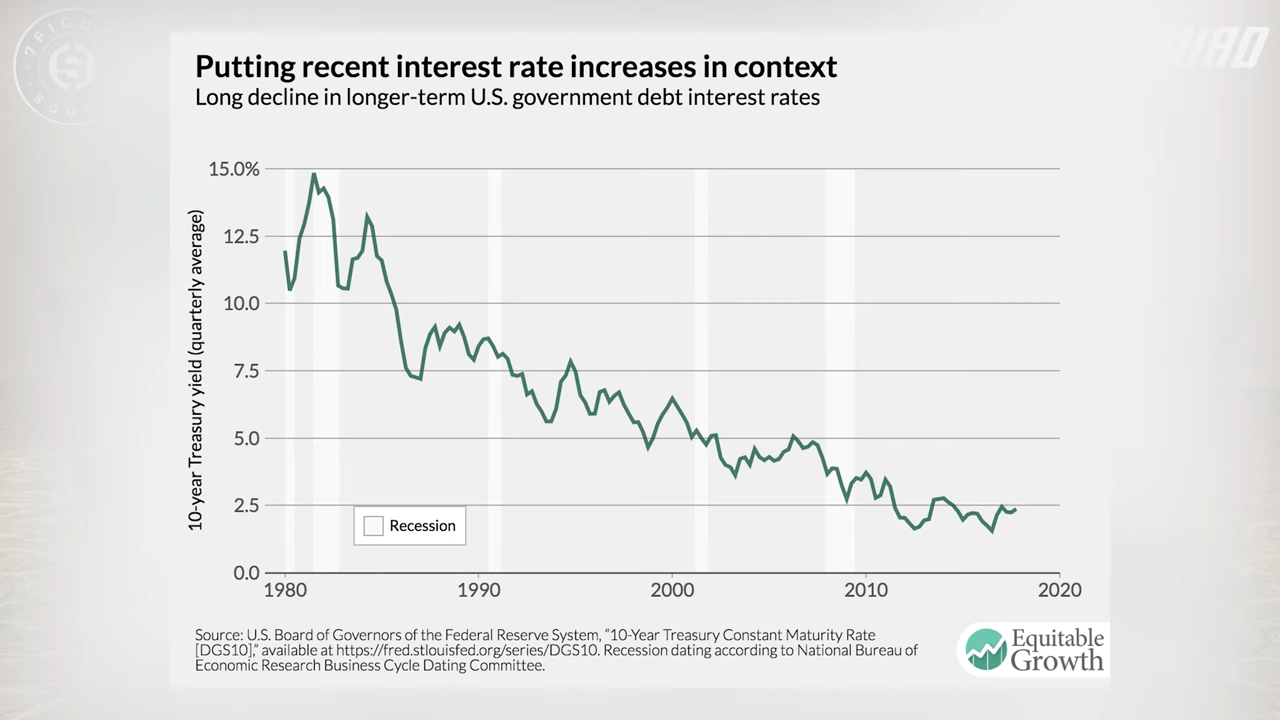 Putting recent interest rate increases in context
Long decline in longer-term U.S. government debt interest rates
10-year Treasury yield (quarterly average)
15.0%
12.5
10.0
7.5
5.0
2.5
0.0
Recession
1980
1990
2000
2010
2020
Source: U.S. Board of Governors of the Federal Reserve System, “10-Year Treasury Constant Maturity Rate
[DGS10],” available at https://fred.stlouisfed.org/series/DGS10. Recession dating according to National Bureau of
Economic Research Business Cycle Dating Committee.
Equitable
Growth